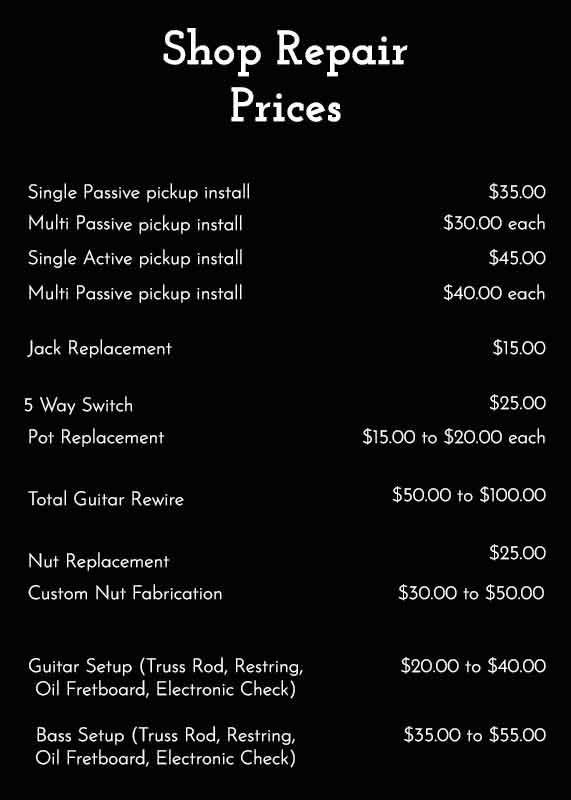 Shop Repair
Prices
Single Passive pickup install $35.00
Multi Passive pickup install $30.00 each
Single Active pickup install $45.00
Multi Passive pickup install $40.00 each
Jack Replacement $15.00
5 Way Switch $25.00
Pot Replacement $15.00 to $20.00 each
Total Guitar Rewire $50.00 to $100.00
Nut Replacement $25.00
Custom Nut Fabrication $30.00 to $50.00
Guitar Setup (Truss Rod, Restring, $20.00 to $40.00
Oil Fretboard, Electronic Check)
Bass Setup (Truss Rod, Restring, $35.00 to $55.00
Oil Fretboard, Electronic Check)